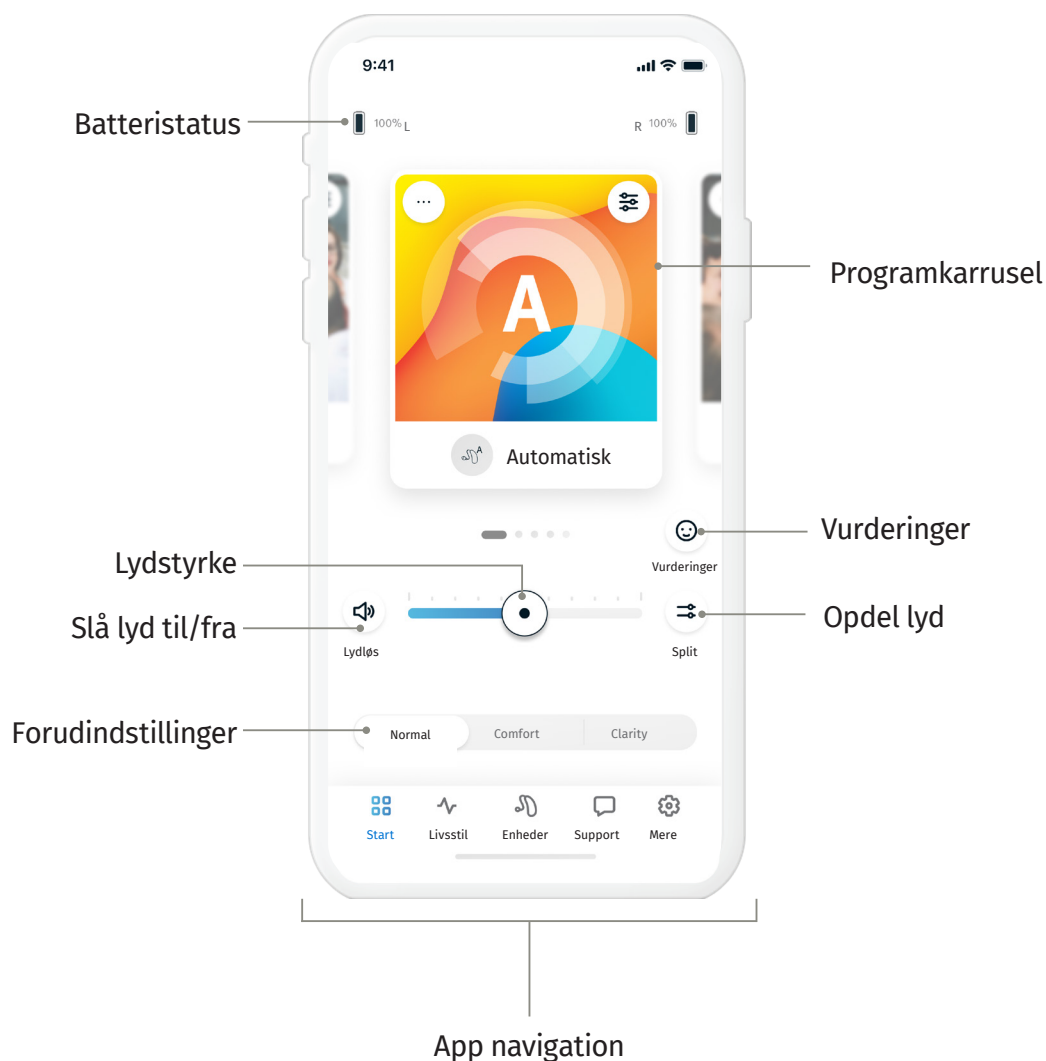 9:41
Batteristatus
100% L
R 100%
...
A
Programkarrusel
A
Automatisk
Vurderinger
Vurderinger
Lydstyrke
Slå lyd til/fra
Opdel lyd
Lydløs
Split
Forudindstillinger
Normal
Comfort
Clarity
Start
Livsstil
Enheder
Support
Mere
App navigation